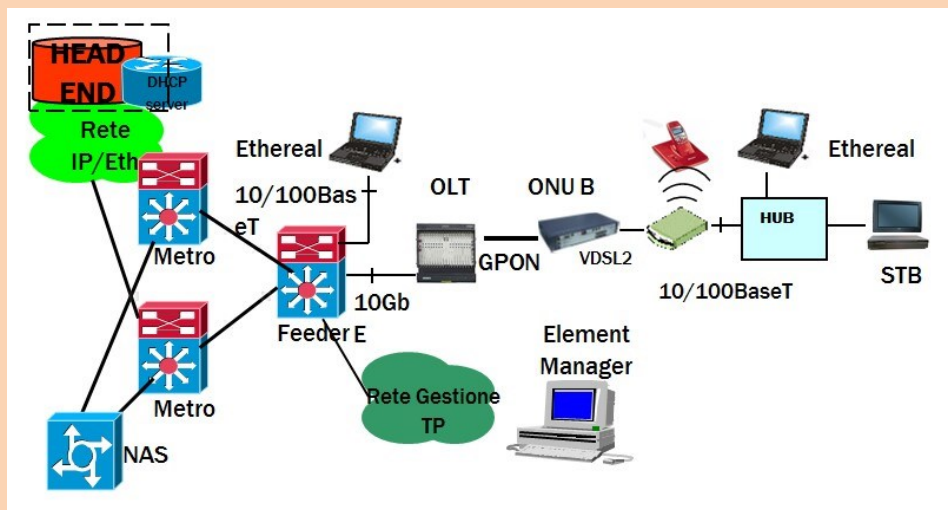 HEAD
END
DHCP
server
Rete
IP/Eth
Ethereal
10/100Bas
eT
Metro
OLT
ONU B
GPON
VDSL2
Ethereal
HUB
10/100BaseT
STB
10Gb
E
Feeder
Metro
NAS
Rete Gestione
TP
Element
Manager